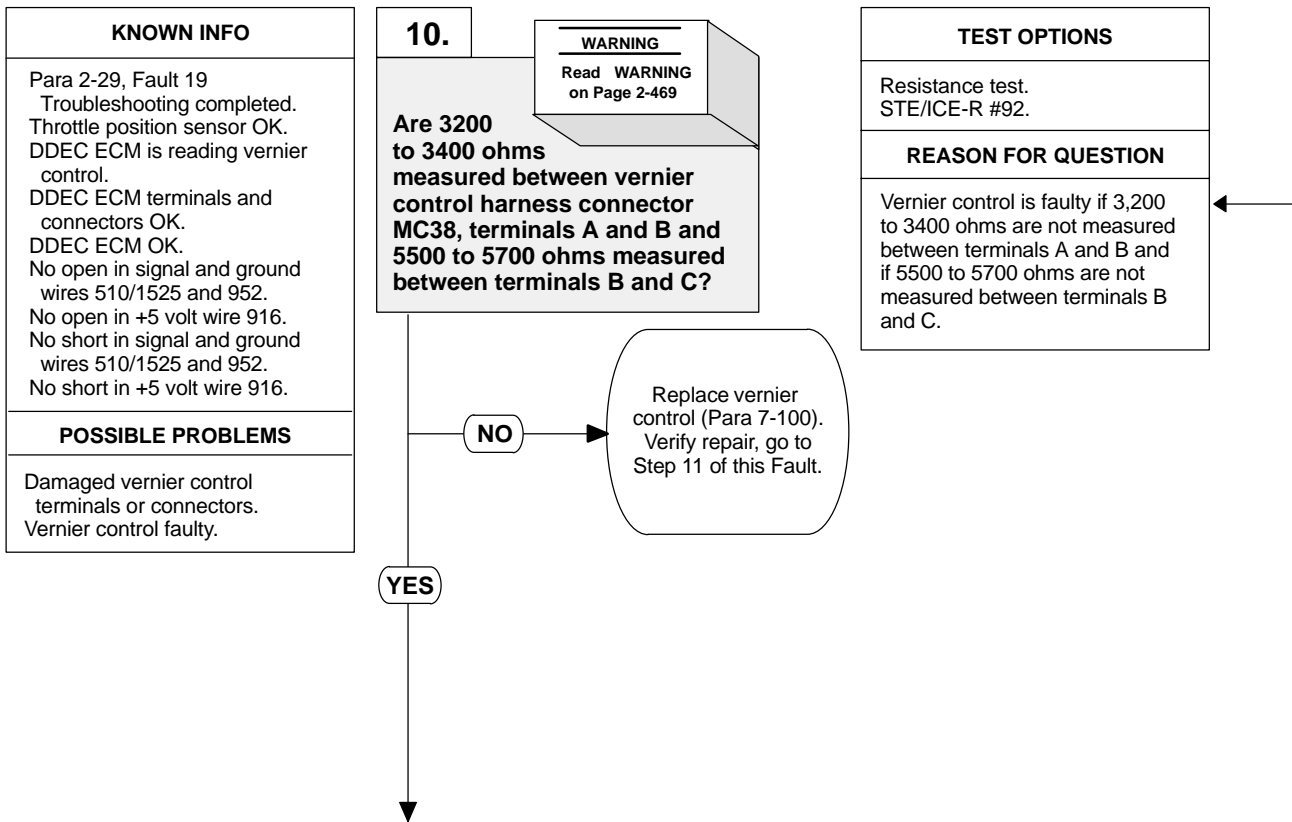 KNOWN INFO
Para 2-29, Fault 19
Troubleshooting completed.
Throttle position sensor OK.
DDEC ECM is reading vernier
control.
DDEC ECM terminals and
connectors OK.
DDEC ECM OK.
No open in signal and ground
wires 510/1525 and 952.
No open in +5 volt wire 916.
No short in signal and ground
wires 510/1525 and 952.
No short in +5 volt wire 916.
POSSIBLE PROBLEMS
Damaged vernier control
terminals or connectors.
Vernier control faulty.
10.
WARNING
Read WARNING
on Page 2-469
Are 3200
to 3400 ohms
measured between vernier
control harness connector
MC38, terminals A and B and
5500 to 5700 ohms measured
between terminals B and C?
NO
Replace vernier
control (Para 7-100).
Verify repair, go to
Step 11 of this Fault.
YES
TEST OPTIONS
Resistance test.
STE/ICE-R #92.
REASON FOR QUESTION
Vernier control is faulty if 3,200
to 3400 ohms are not measured
between terminals A and B and
if 5500 to 5700 ohms are not
measured between terminals B
and C.